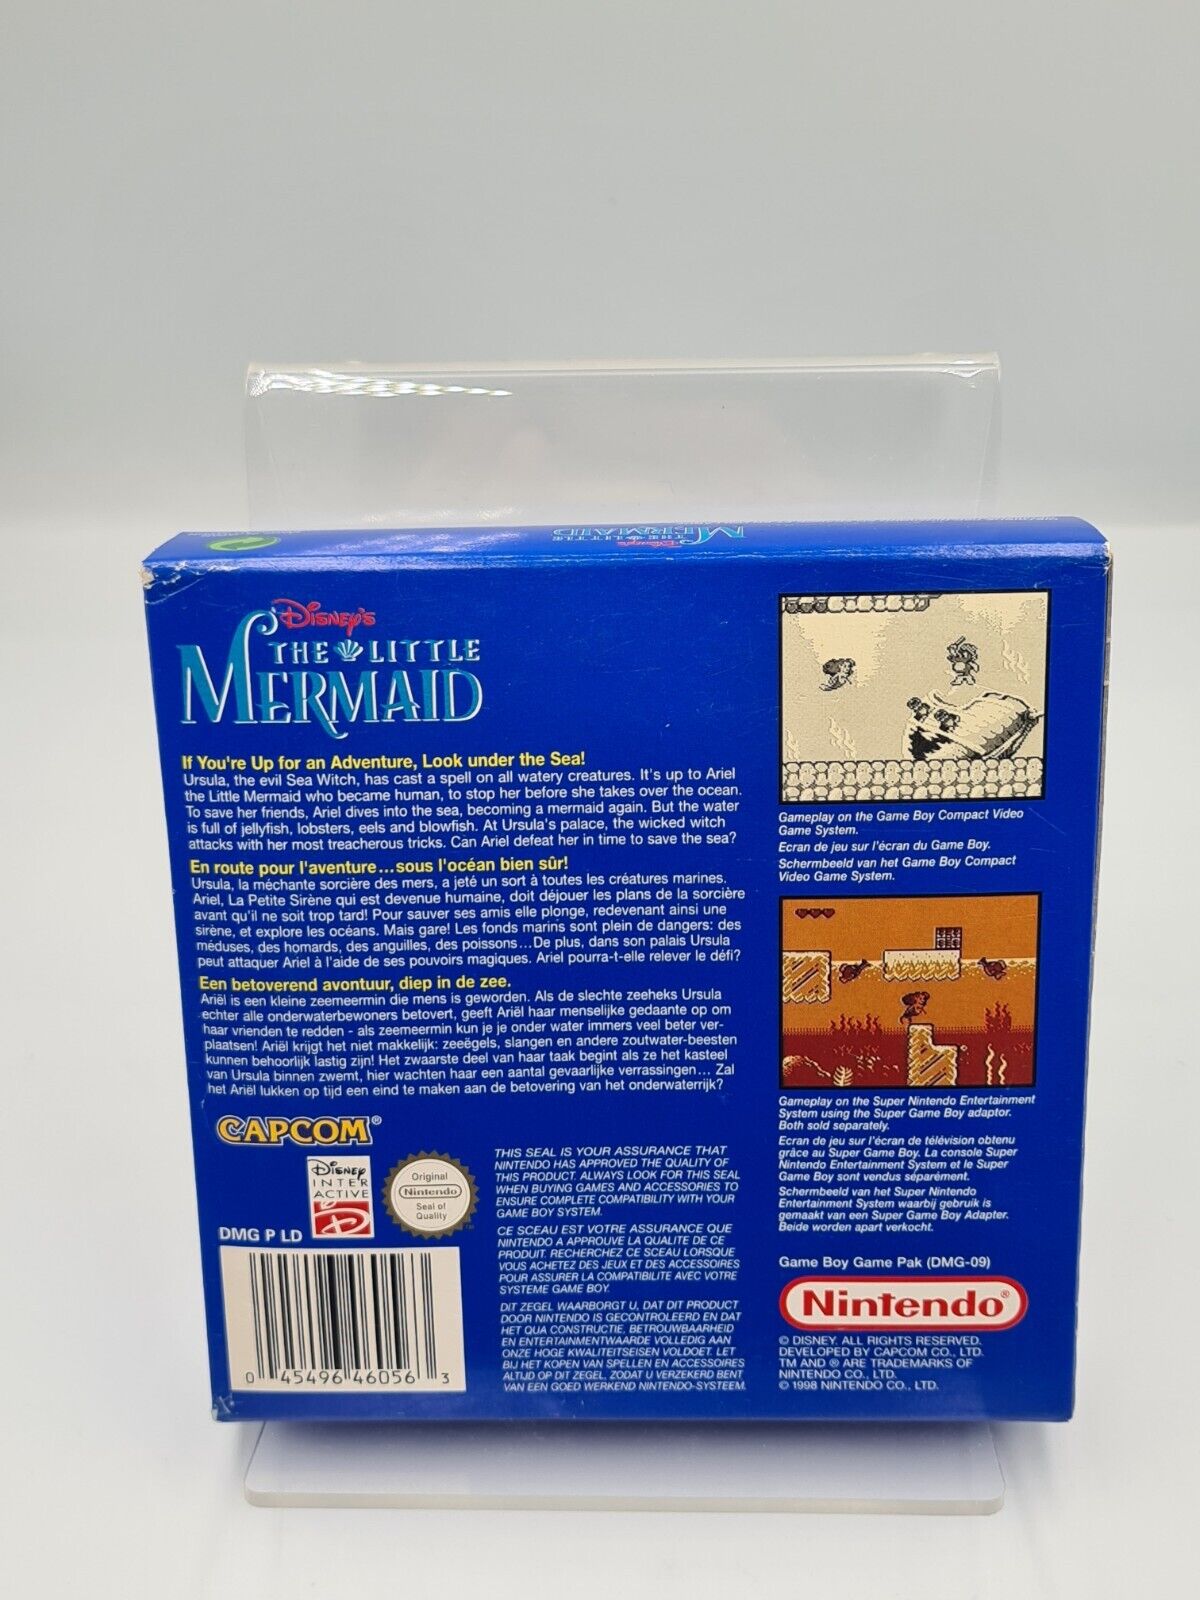 Disney's
THE LITTLE
MERMAID
Disney's
THE LITTLE
MERMAID
If You're Up for an Adventure, Look under the Sea!
Ursula, the evil Sea Witch, has cast a spell on all watery creatures. It's up to Ariel
the Little Mermaid who became human, to stop her before she takes over the ocean.
To save her friends, Ariel dives into the sea, becoming a mermaid again. But the water
is full of jellyfish, lobsters, eels and blowfish. At Ursula's palace, the wicked witch
attacks with her most treacherous tricks. Can Ariel defeat her in time to save the sea?
En route pour l'aventure...sous l'océan bien sûr!
Ursula, la méchante sorcière des mers, a jeté un sort à toutes les créatures marines.
Ariel, La Petite Sirène qui est devenue humaine, doit déjouer les plans de la sorcière
avant qu'il ne soit trop tard! Pour sauver ses amis elle plonge, redevenant ainsi une
sirène, et explore les océans. Mais gare! Les fonds marins sont plein de dangers: des
méduses, des homards, des anguilles, des poissons...De plus, dans son palais Ursula
peut attaquer Ariel à l'aide de ses pouvoirs magiques. Ariel pourra-t-elle relever le défi?
Een betoverend avontuur, diep in de zee.
Ariël is een kleine zeemeermin die mens is geworden. Als de slechte zeeheks Ursula
echter alle onderwaterbewoners betovert, geeft Ariël haar menselijke gedaante op om
haar vrienden te redden - als zeemeermin kun je je onder water immers veel beter ver-
plaatsen! Ariël krijgt het niet makkelijk: zeeëgels, slangen en andere zoutwater-beesten
kunnen behoorlijk lastig zijn! Het zwaarste deel van haar taak begint als ze het kasteel
van Ursula binnen zwemt, hier wachten haar een aantal gevaarlijke verrassingen... Zal
het Ariël lukken op tijd een eind te maken aan de betovering van het onderwaterrijk?
CAPCOM®
DISNEY
INTER
ACTIVE
Original
Nintendo
Seal of
Quality
TM
DMG P LD
0 45496 46056 3
THIS SEAL IS YOUR ASSURANCE THAT
NINTENDO HAS APPROVED THE QUALITY OF
THIS PRODUCT. ALWAYS LOOK FOR THIS SEAL
WHEN BUYING GAMES AND ACCESSORIES TO
ENSURE COMPLETE COMPATIBILITY WITH YOUR
GAME BOY SYSTEM.
CE SCEAU EST VOTRE ASSURANCE QUE
NINTENDO A APPROUVE LA QUALITE DE CE
PRODUIT. RECHERCHEZ CE SCEAU LORSQUE
VOUS ACHETEZ DES JEUX ET DES ACCESSOIRES
POUR ASSURER LA COMPATIBILITE AVEC VOTRE
SYSTEME GAME BOY.
DIT ZEGEL WAARBORGT U, DAT DIT PRODUCT
DOOR NINTENDO IS GECONTROLEERD EN DAT
HET QUA CONSTRUCTIE, BETROUWBAARHEID
EN ENTERTAINMENTWAARDE VOLLEDIG AAN
ONZE HOGE KWALITEITSEISEN VOLDOET. LET
BIJ HET KOPEN VAN SPELLEN EN ACCESSOIRES
ALTIJD OP DIT ZEGEL, ZODAT U VERZEKERD BENT
VAN EEN GOED WERKEND NINTENDO-SYSTEEM.
Gameplay on the Game Boy Compact Video
Game System.
Ecran de jeu sur l'écran du Game Boy.
Schermbeeld van het Game Boy Compact
Video Game System.
Gameplay on the Super Nintendo Entertainment
System using the Super Game Boy adaptor.
Both sold separately.
Ecran de jeu sur l'écran de télévision obtenu
grâce au Super Game Boy. La console Super
Nintendo Entertainment System et le Super
Game Boy sont vendus séparément.
Schermbeeld van het Super Nintendo
Entertainment System waarbij gebruik is
gemaakt van een Super Game Boy Adapter.
Beide worden apart verkocht.
Game Boy Game Pak (DMG-09)
Nintendo®
© DISNEY. ALL RIGHTS RESERVED.
DEVELOPED BY CAPCOM CO., LTD.
TM AND ® ARE TRADEMARKS OF
NINTENDO CO., LTD.
© 1998 NINTENDO CO., LTD.